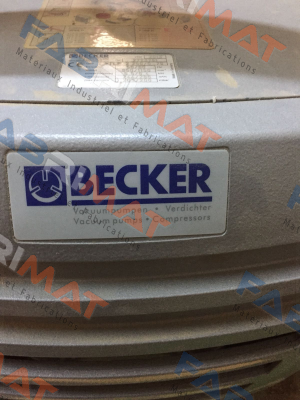 BECKER
Vakuumpumpen • Verdichter
Vacuum pumps • Compressors
FABRIMAT
Matériaux Industriel et Fabrications